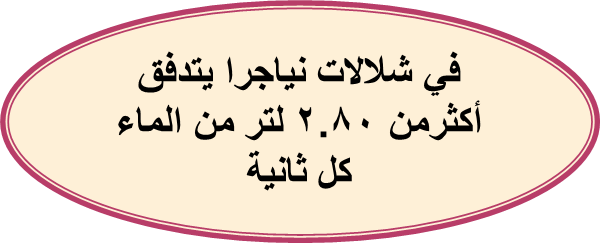 في شلالات نياجرا يتدفق
أكثرمن ٢.٨٠ لتر من الماء
كل ثانية